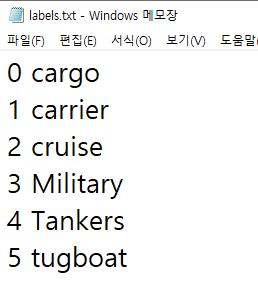 labels.txt - Windows 메모장
파일(F) 편집(E) 서식(O) 보기(V) 도움말
0 cargo
1 carrier
2 cruise
3 Military
4 Tankers
5 tugboat